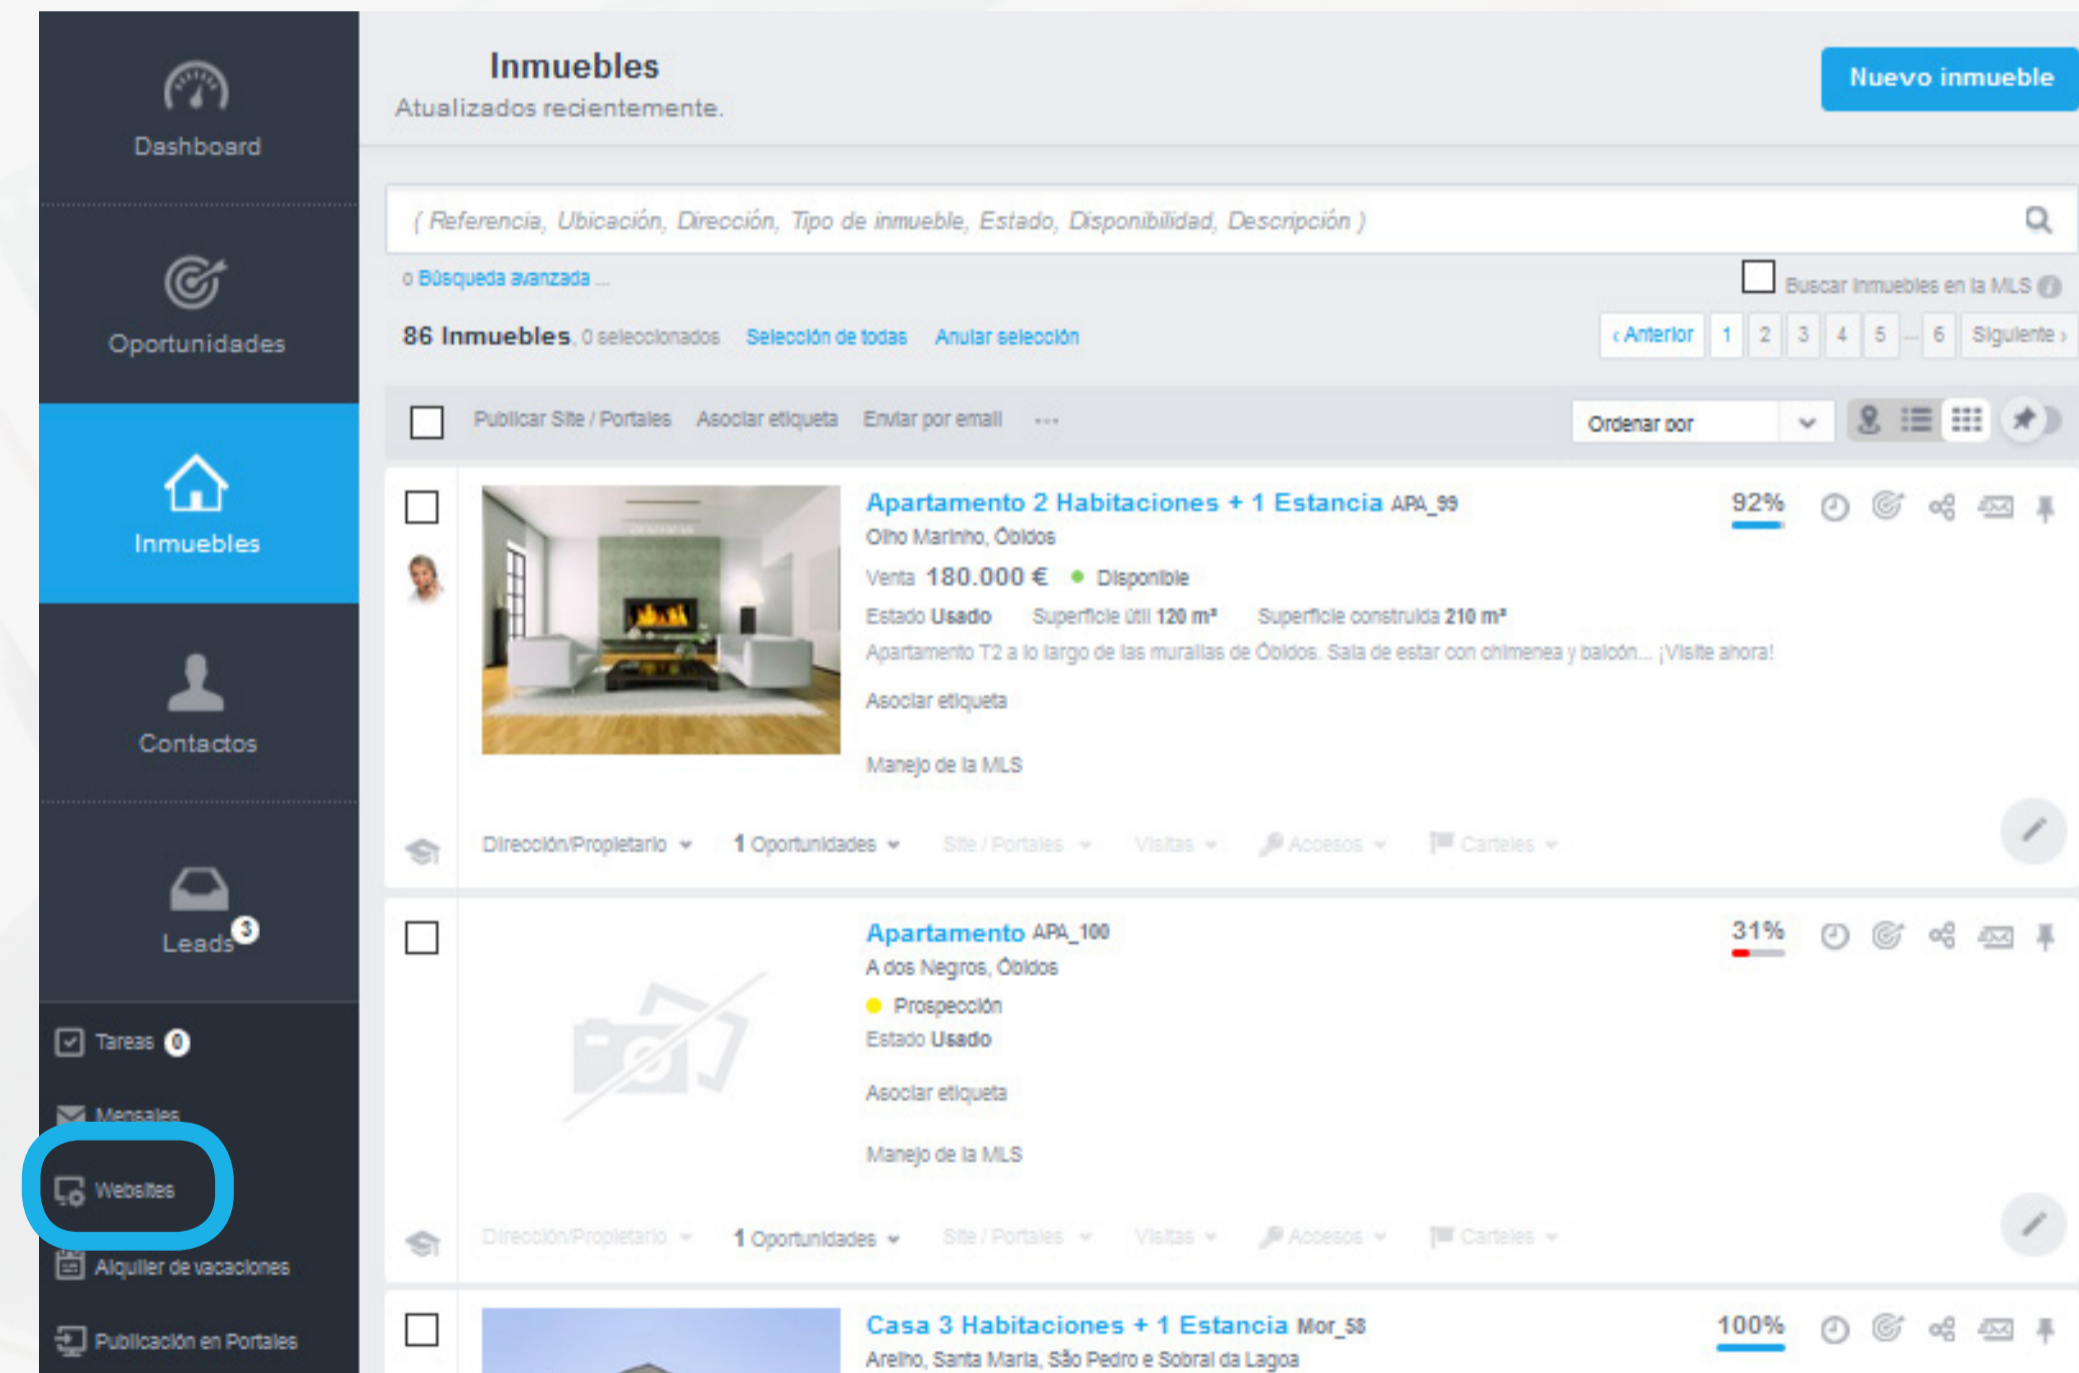 Dashboard
Oportunidades
Inmuebles
Contactos
Leads 3
Tareas 0
Mensajes
Websites
Alquiler de vacaciones
Publicación en Portales
Inmuebles
Atualizados recientemente.
Nuevo inmueble
( Referencia, Ubicación, Dirección, Tipo de inmueble, Estado, Disponibilidad, Descripción )
o Búsqueda avanzada ...
Buscar Inmuebles en la MLS i
86 Inmuebles, 0 seleccionados Selección de todas Anular selección
‹ Anterior 1 2 3 4 5 ... 6 Siguiente ›
Publicar Site / Portales Asociar etiqueta Enviar por email ...
Ordenar por
Apartamento 2 Habitaciones + 1 Estancia APA_99
92%
Olho Marinho, Óbidos
Venta 180.000 € Disponible
Estado Usado Superficie útil 120 m² Superficie construida 210 m²
Apartamento T2 a lo largo de las murallas de Óbidos. Sala de estar con chimenea y balcón... ¡Visite ahora!
Asociar etiqueta
Manejo de la MLS
Dirección/Propietario 1 Oportunidades Site / Portales Visitas Accesos Carteles
Apartamento APA_100
31%
A dos Negros, Óbidos
Prospección
Estado Usado
Asociar etiqueta
Manejo de la MLS
Dirección/Propietario 1 Oportunidades Site / Portales Visitas Accesos Carteles
Casa 3 Habitaciones + 1 Estancia Mor_58
100%
Arelho, Santa Maria, São Pedro e Sobral da Lagoa